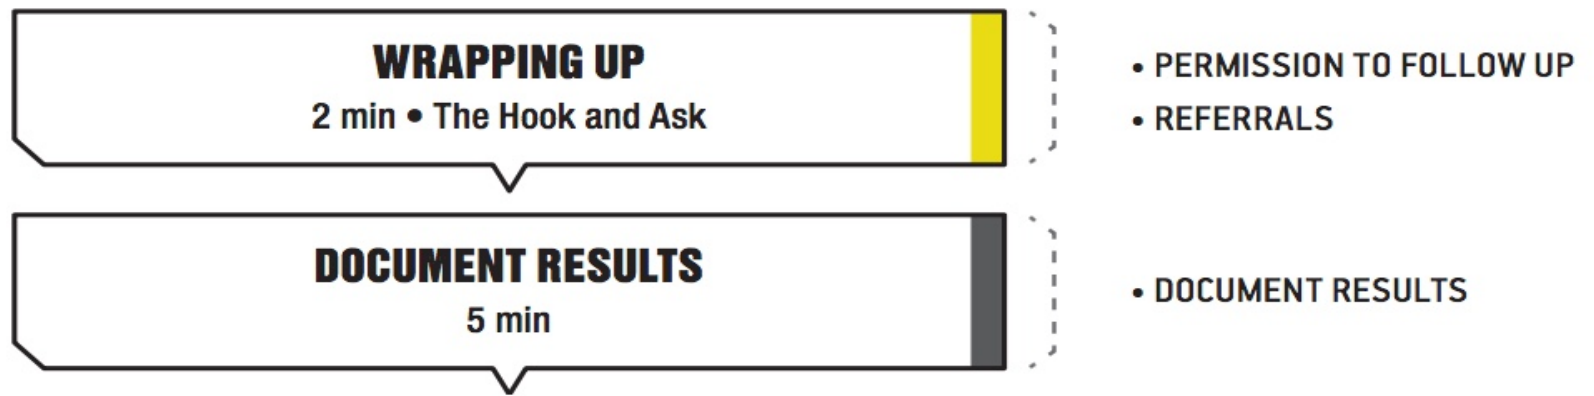 WRAPPING UP
2 min • The Hook and Ask
• PERMISSION TO FOLLOW UP
• REFERRALS
DOCUMENT RESULTS
5 min
• DOCUMENT RESULTS